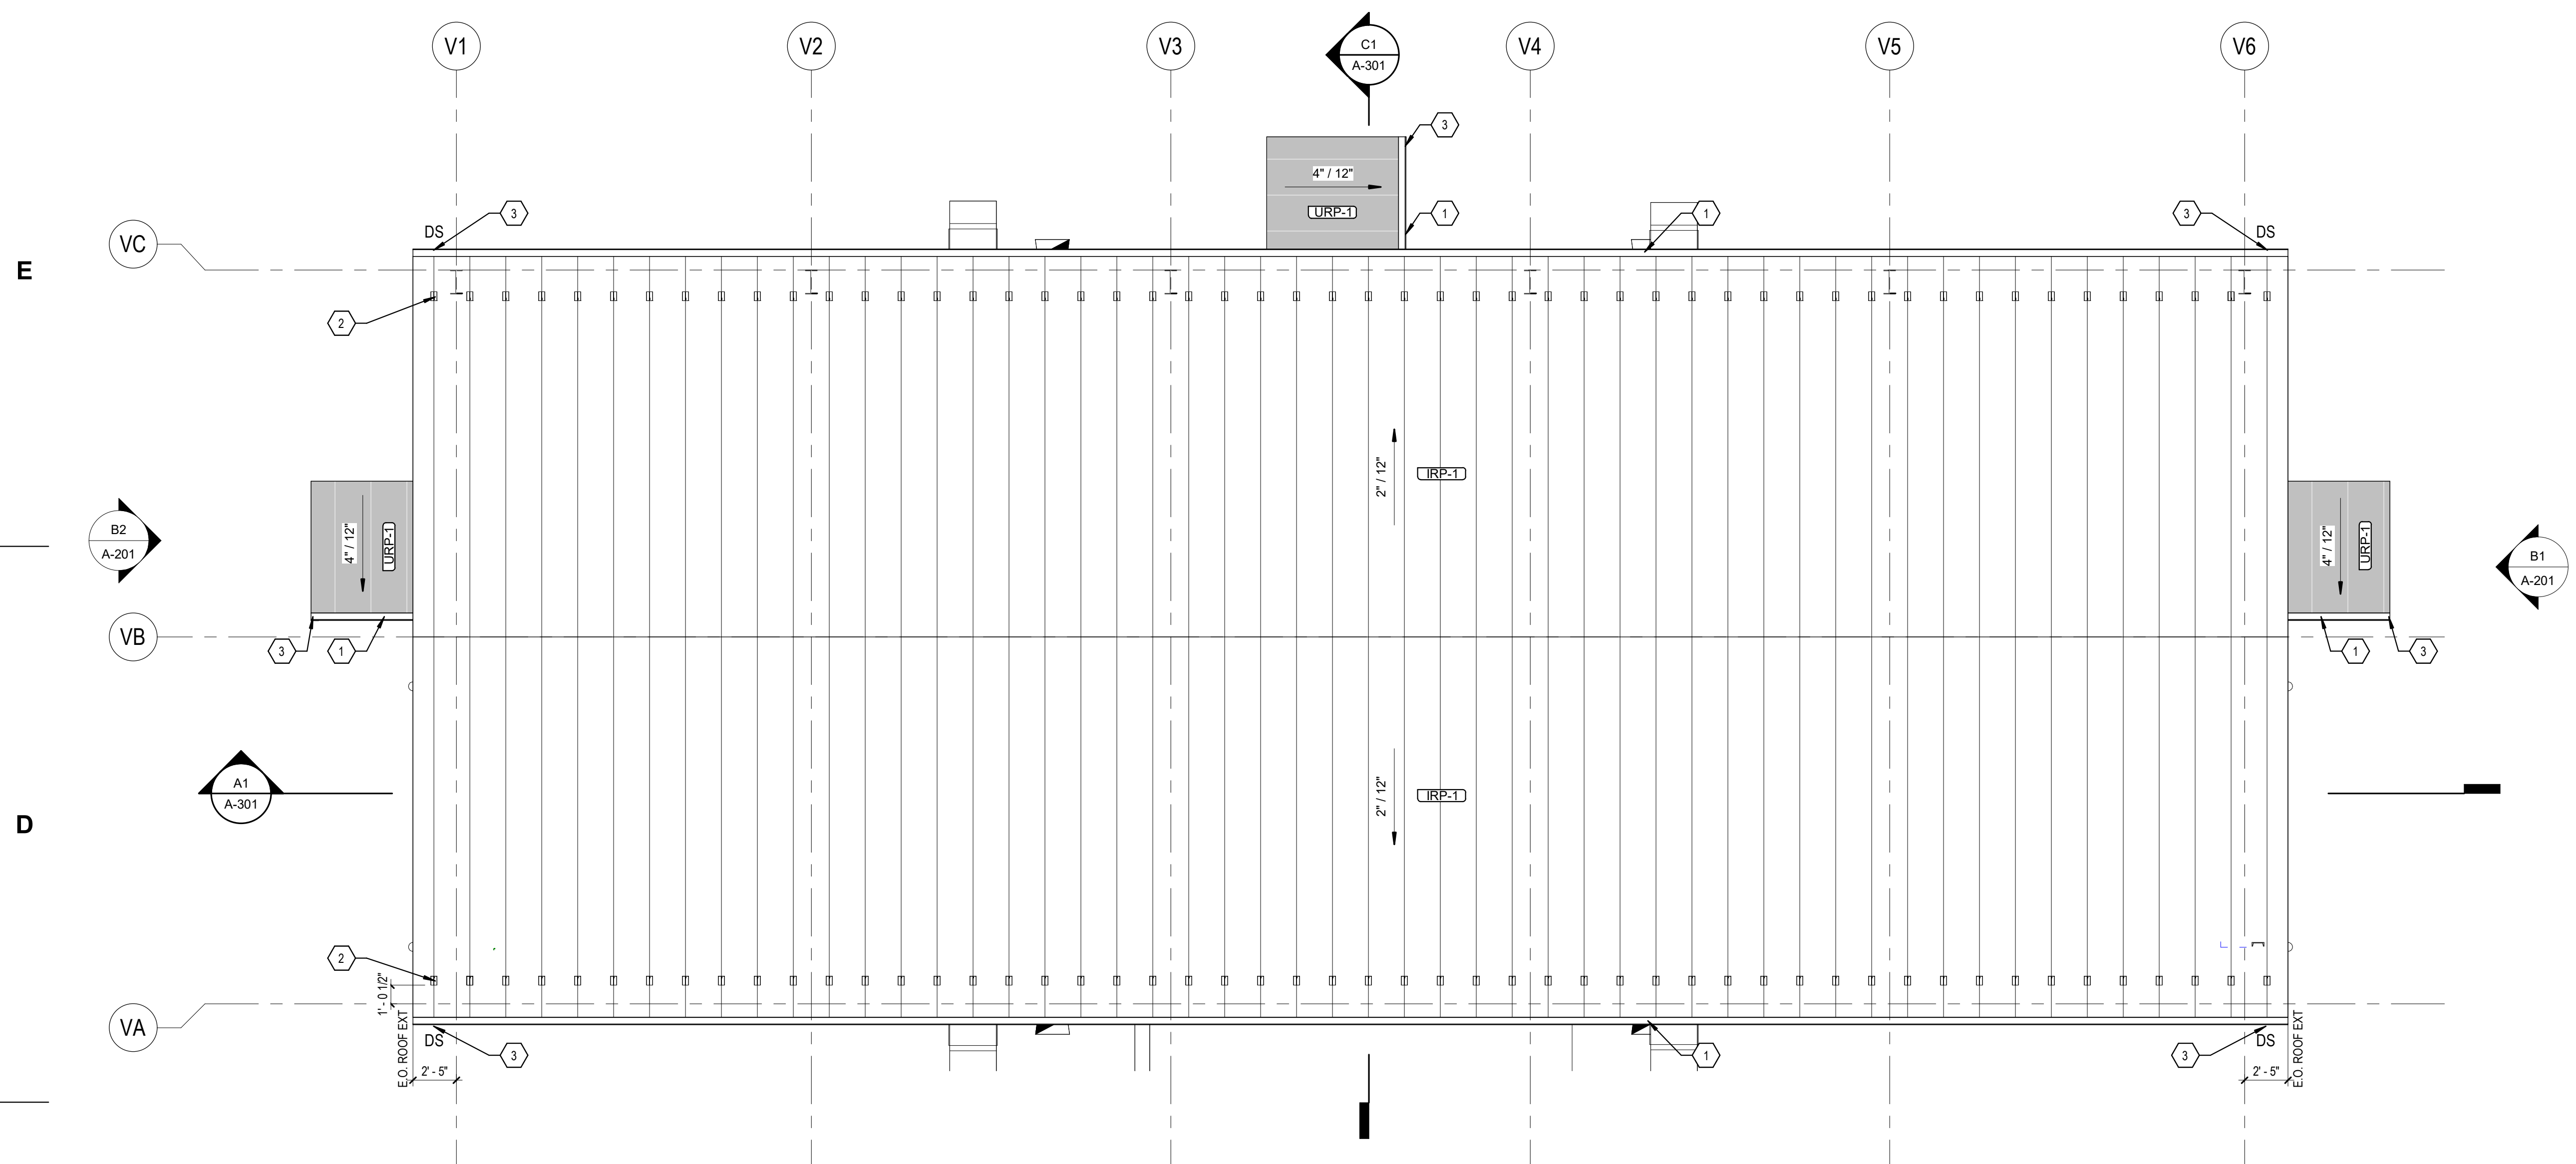 V1
V2
V3
C1
A-301
V4
V5
V6
3
4" / 12"
URP-1
1
3
1
3
DS
DS
VC
E
2
2" / 12"
IRP-1
B2
A-201
4" / 12"
URP-1
4" / 12"
URP-1
B1
A-201
VB
3
1
1
3
A1
A-301
2" / 12"
IRP-1
D
2
1' - 0 1/2"
VA
E.O. ROOF EXT
DS
3
1
3
DS
E.O. ROOF EXT
2' - 5"
2' - 5"